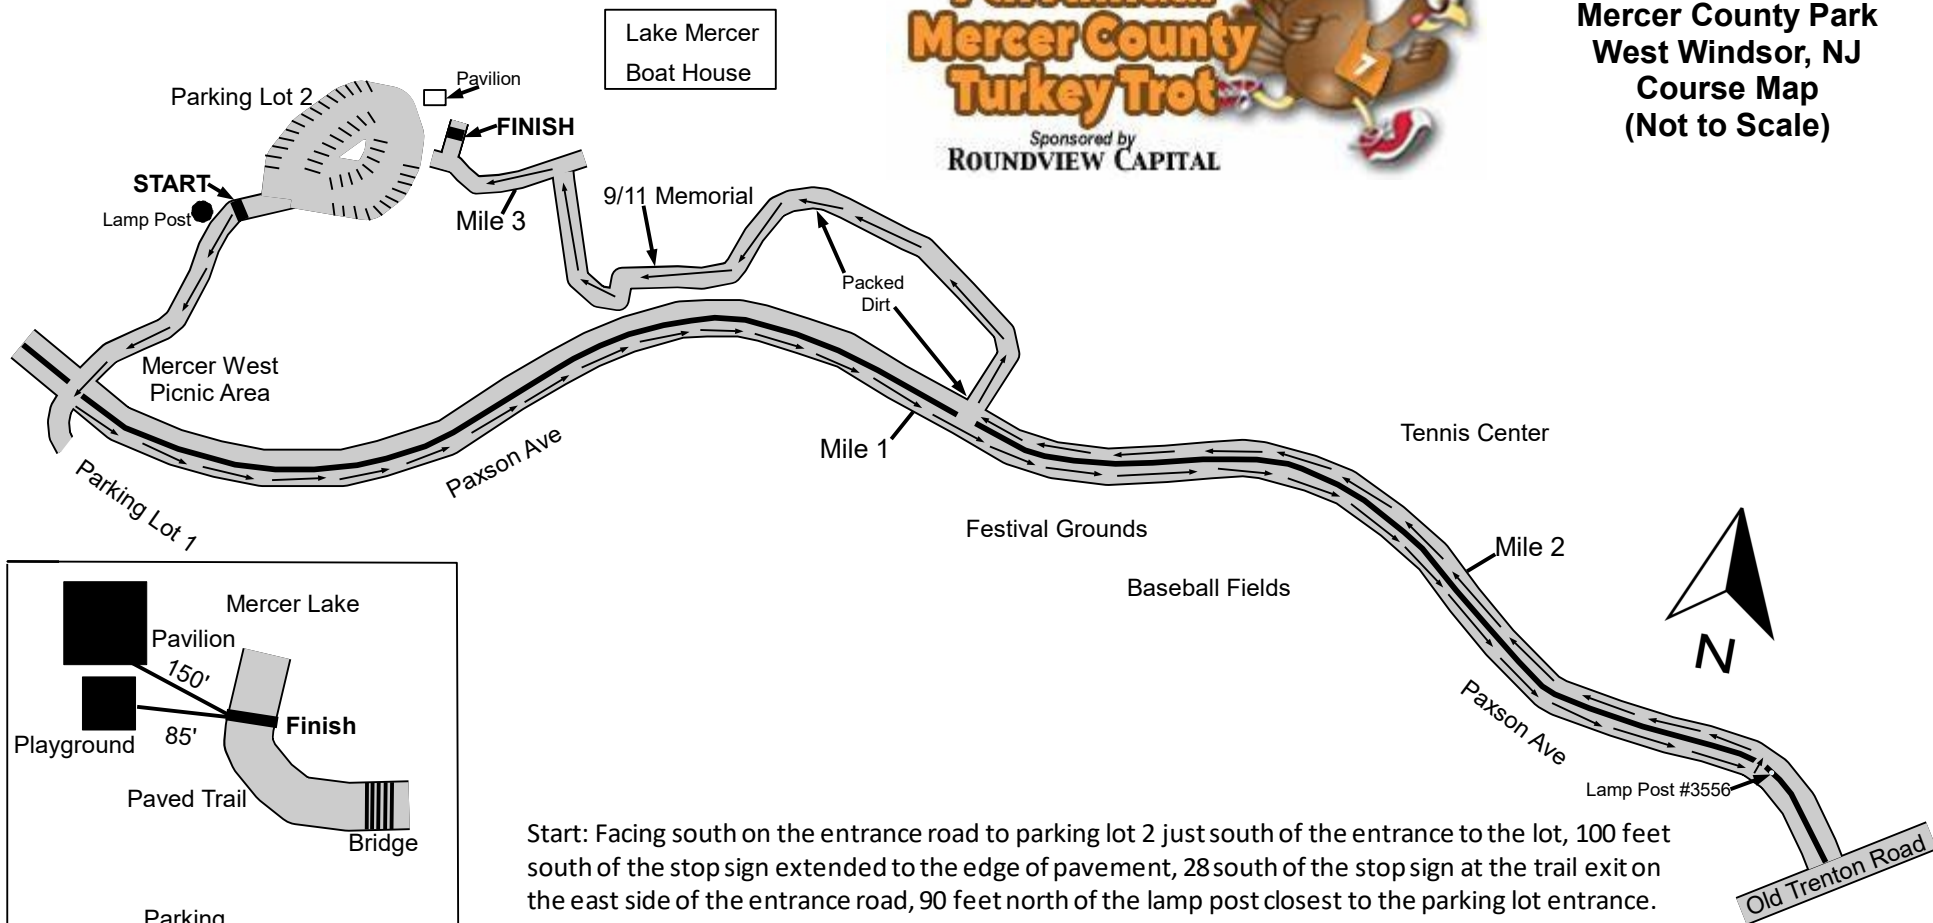 Mercer County
Turkey Trot
7
Sponsored by
ROUNDVIEW CAPITAL
Mercer County Park
West Windsor, NJ
Course Map
(Not to Scale)
Lake Mercer
Boat House
Pavilion
Parking Lot 2
FINISH
START
Lamp Post
Mile 3
9/11 Memorial
Packed
Dirt
Mercer West
Picnic Area
Mile 1
Tennis Center
Paxson Ave
Parking Lot 1
Festival Grounds
Mile 2
Baseball Fields
N
Paxson Ave
Lamp Post #3556
Old Trenton Road
Mercer Lake
Pavilion
150'
Finish
85'
Playground
Paved Trail
Bridge
Parking
Start: Facing south on the entrance road to parking lot 2 just south of the entrance to the lot, 100 feet
south of the stop sign extended to the edge of pavement, 28 south of the stop sign at the trail exit on
the east side of the entrance road, 90 feet north of the lamp post closest to the parking lot entrance.